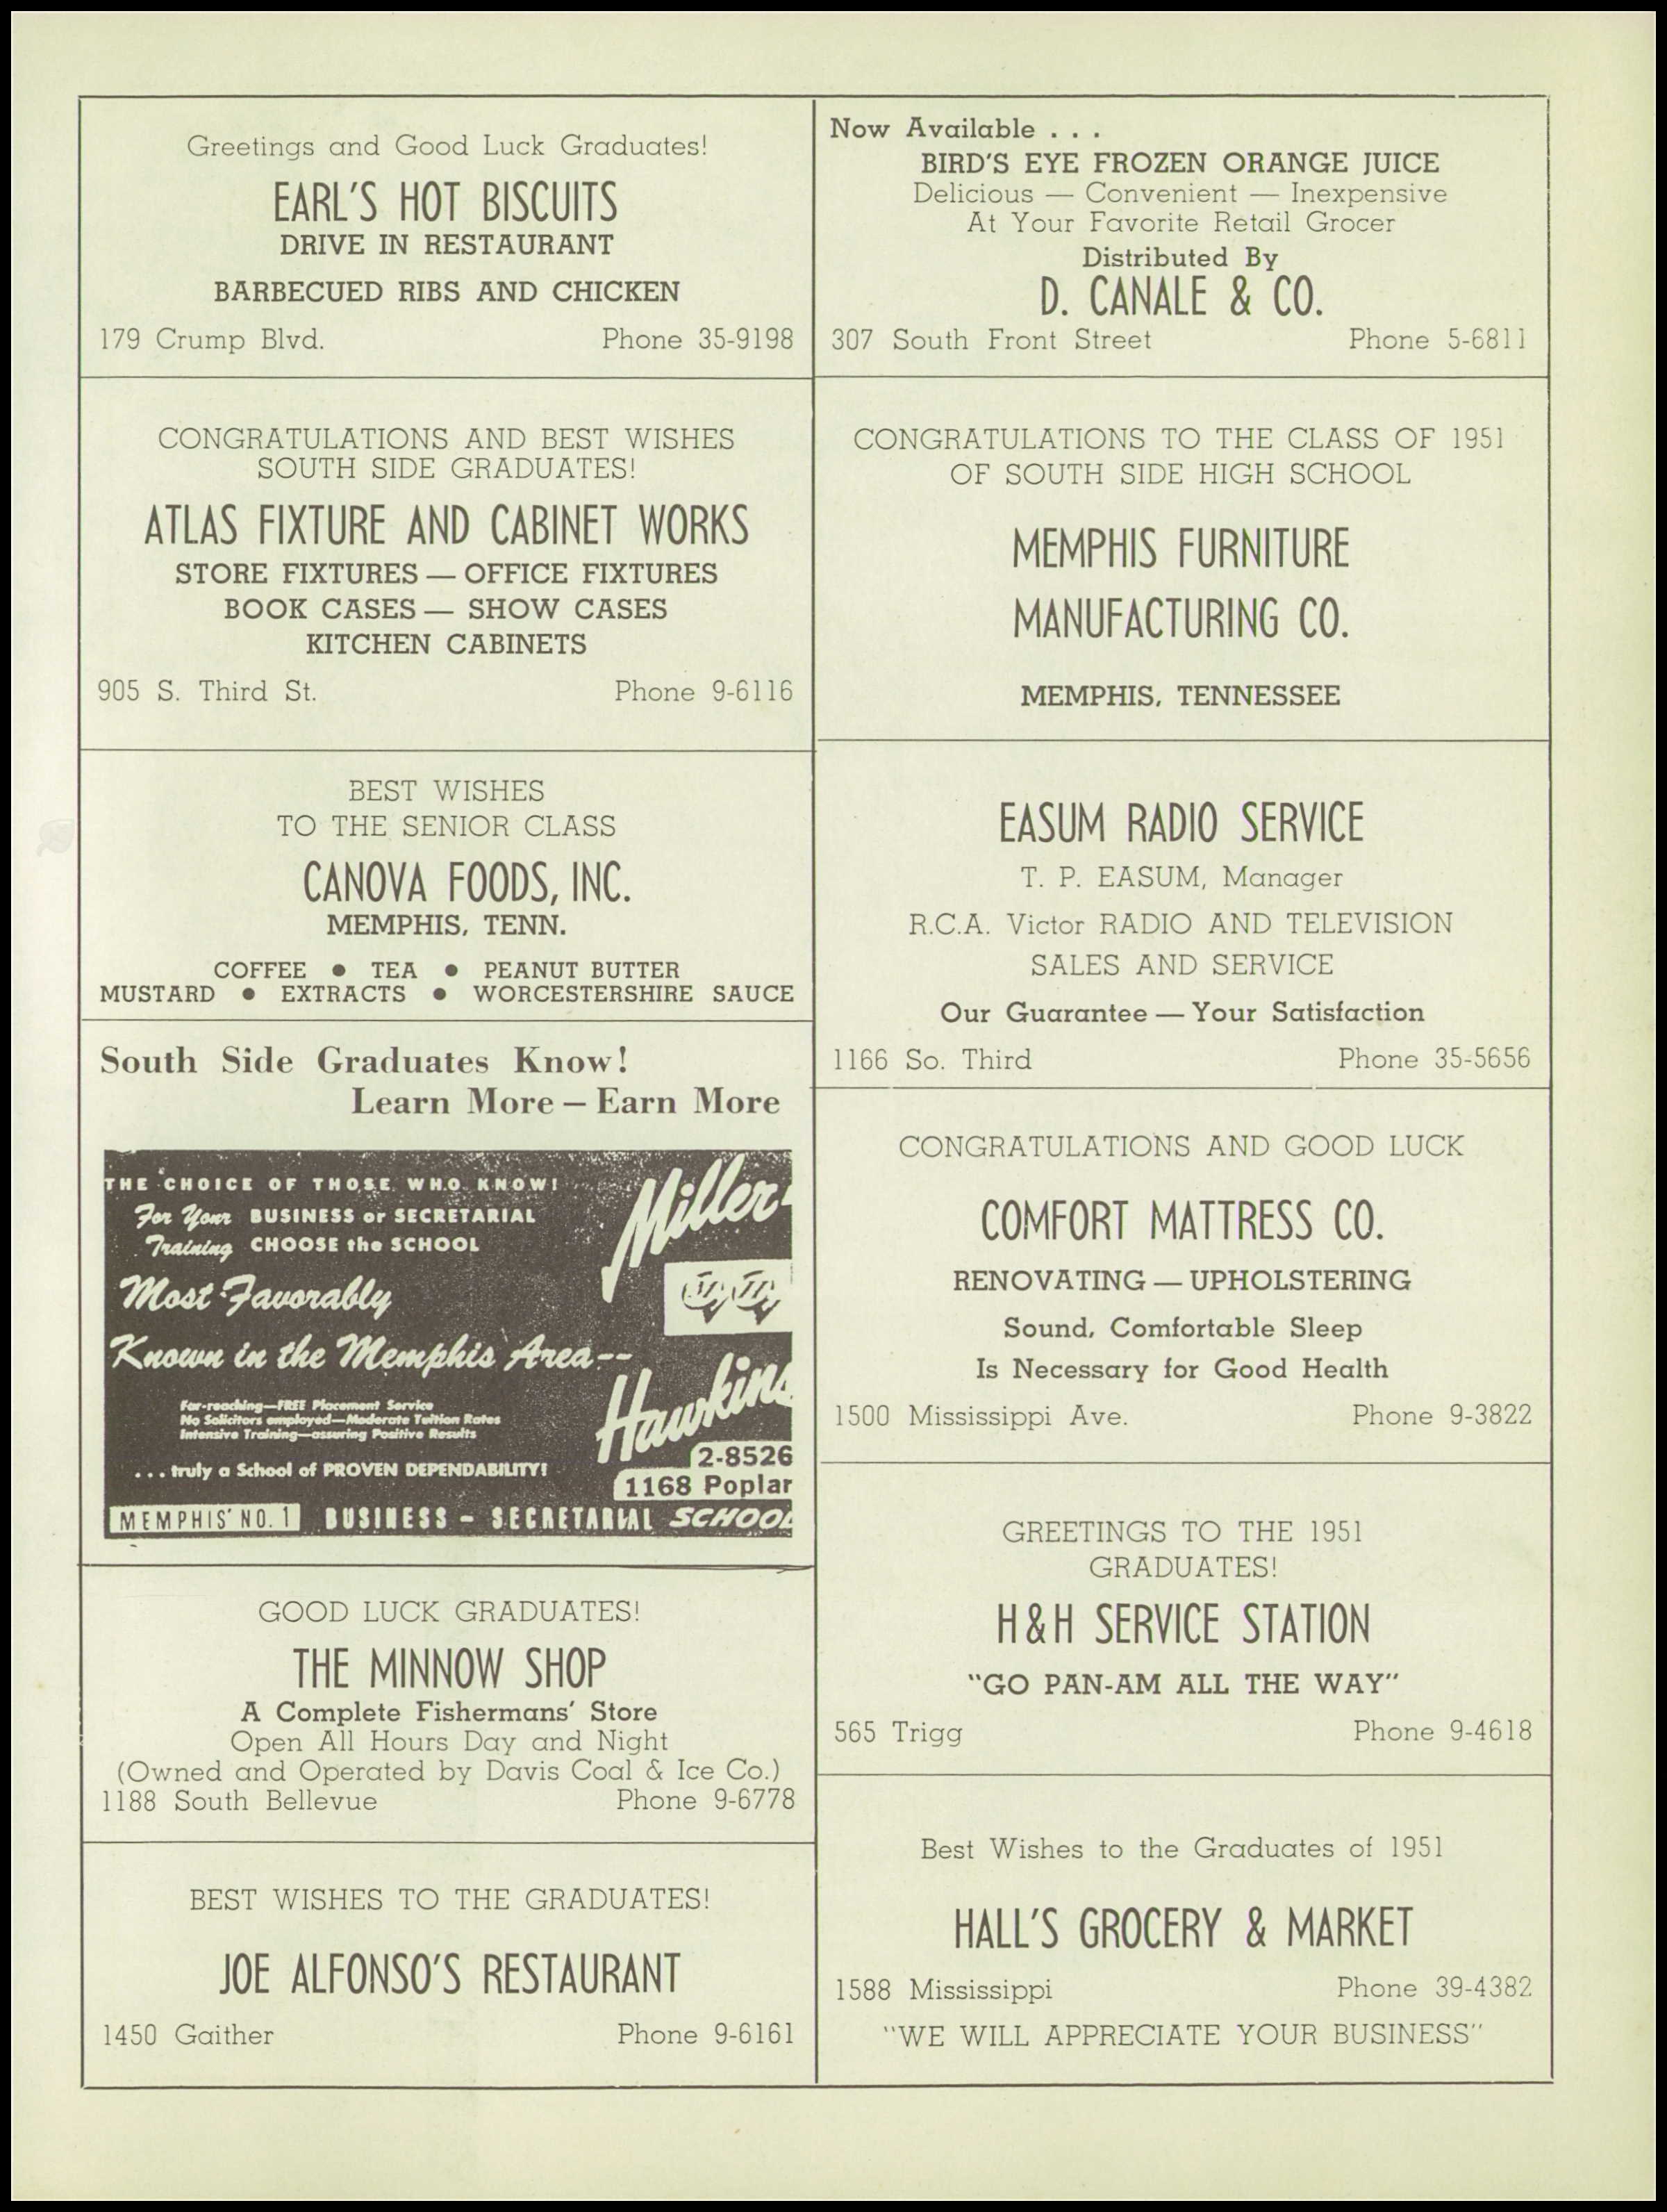 Greetings and Good Luck Graduates!
EARL'S HOT BISCUITS
DRIVE IN RESTAURANT
BARBECUED RIBS AND CHICKEN
179 Crump Blvd. Phone 35-9198
CONGRATULATIONS AND BEST WISHES
SOUTH SIDE GRADUATES!
ATLAS FIXTURE AND CABINET WORKS
STORE FIXTURES — OFFICE FIXTURES
BOOK CASES — SHOW CASES
KITCHEN CABINETS
905 S. Third St. Phone 9-6116
BEST WISHES
TO THE SENIOR CLASS
CANOVA FOODS, INC.
MEMPHIS, TENN.
COFFEE ● TEA ● PEANUT BUTTER
MUSTARD ● EXTRACTS ● WORCESTERSHIRE SAUCE
South Side Graduates Know!
Learn More — Earn More
THE CHOICE OF THOSE WHO KNOW!
For Your BUSINESS or SECRETARIAL
Training CHOOSE the SCHOOL
Most Favorably
Known in the Memphis Area--
Far-reaching—FREE Placement Service
No Solicitors employed—Moderate Tuition Rates
Intensive Training—assuring Positive Results
... truly a School of PROVEN DEPENDABILITY!
Miller-
Hawkins
2-8526
1168 Poplar
MEMPHIS' NO. 1 BUSINESS - SECRETARIAL SCHOOL
GOOD LUCK GRADUATES!
THE MINNOW SHOP
A Complete Fishermans' Store
Open All Hours Day and Night
(Owned and Operated by Davis Coal & Ice Co.)
1188 South Bellevue Phone 9-6778
BEST WISHES TO THE GRADUATES!
JOE ALFONSO'S RESTAURANT
1450 Gaither Phone 9-6161
Now Available . . .
BIRD'S EYE FROZEN ORANGE JUICE
Delicious — Convenient — Inexpensive
At Your Favorite Retail Grocer
Distributed By
D. CANALE & CO.
307 South Front Street Phone 5-6811
CONGRATULATIONS TO THE CLASS OF 1951
OF SOUTH SIDE HIGH SCHOOL
MEMPHIS FURNITURE
MANUFACTURING CO.
MEMPHIS, TENNESSEE
EASUM RADIO SERVICE
T. P. EASUM, Manager
R.C.A. Victor RADIO AND TELEVISION
SALES AND SERVICE
Our Guarantee — Your Satisfaction
1166 So. Third Phone 35-5656
CONGRATULATIONS AND GOOD LUCK
COMFORT MATTRESS CO.
RENOVATING — UPHOLSTERING
Sound, Comfortable Sleep
Is Necessary for Good Health
1500 Mississippi Ave. Phone 9-3822
GREETINGS TO THE 1951
GRADUATES!
H & H SERVICE STATION
"GO PAN-AM ALL THE WAY"
565 Trigg Phone 9-4618
Best Wishes to the Graduates of 1951
HALL'S GROCERY & MARKET
1588 Mississippi Phone 39-4382
"WE WILL APPRECIATE YOUR BUSINESS"